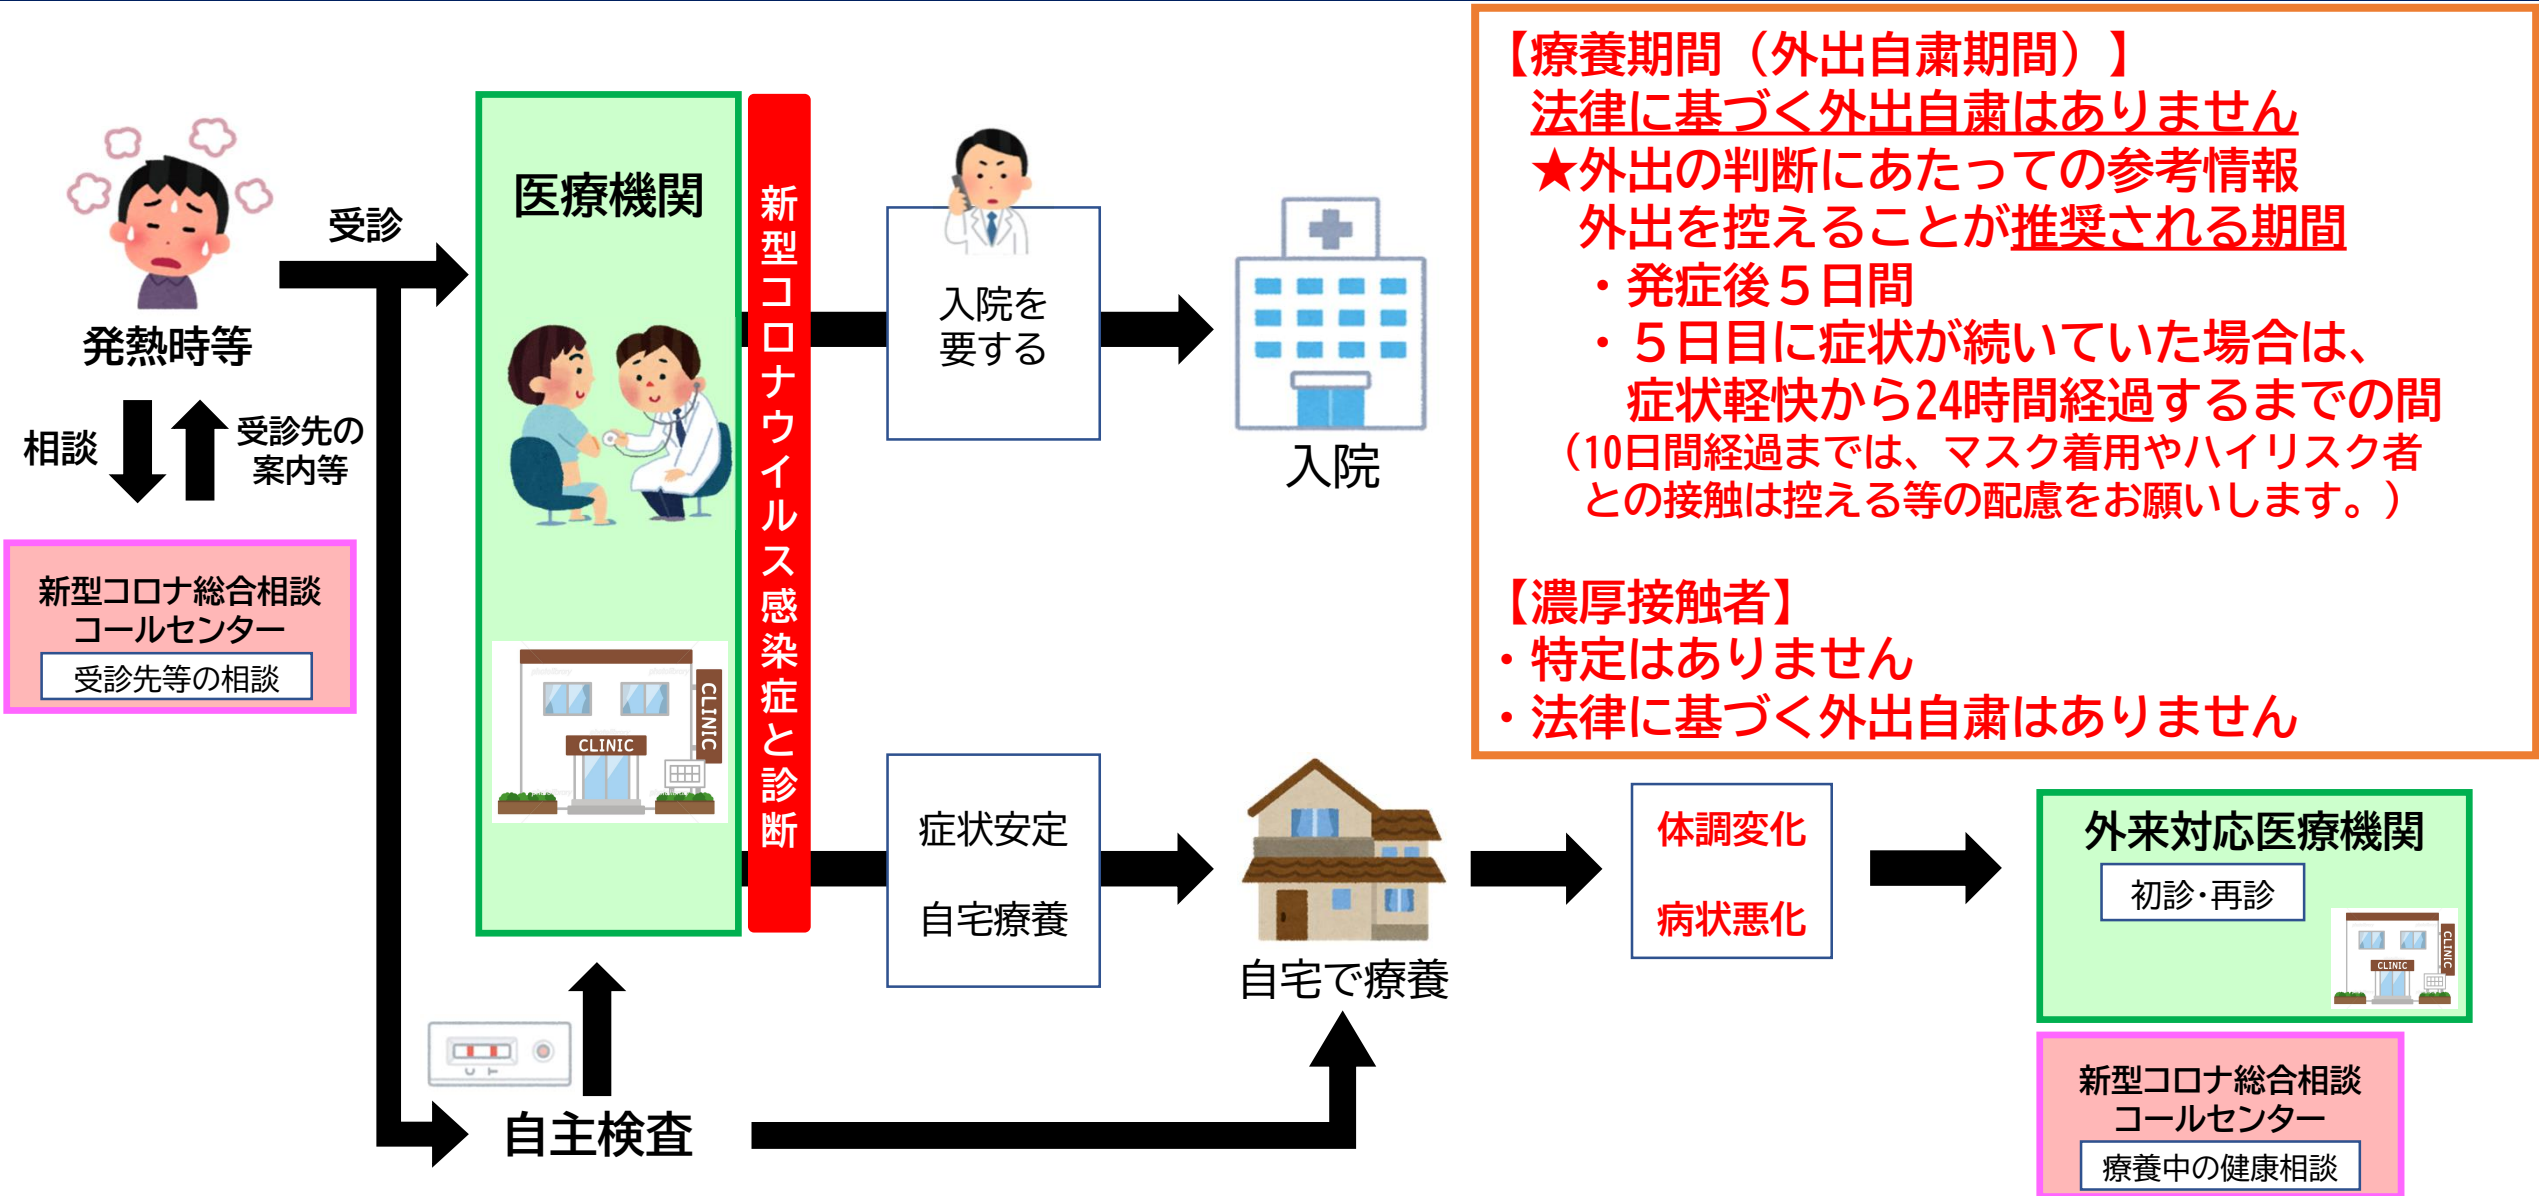 発熱時等
受診
相談
受診先の
案内等
新型コロナ総合相談
コールセンター
受診先等の相談
医療機関
CLINIC
CLINIC
新型コロナウイルス感染症と診断
入院を
要する
入院
症状安定
自宅療養
自宅で療養
自主検査
C T
体調変化
病状悪化
外来対応医療機関
初診・再診
CLINIC
CLINIC
新型コロナ総合相談
コールセンター
療養中の健康相談
【療養期間（外出自粛期間）】
法律に基づく外出自粛はありません
★外出の判断にあたっての参考情報
外出を控えることが推奨される期間
・発症後５日間
・５日目に症状が続いていた場合は、
症状軽快から24時間経過するまでの間
（10日間経過までは、マスク着用やハイリスク者
との接触は控える等の配慮をお願いします。）
【濃厚接触者】
・特定はありません
・法律に基づく外出自粛はありません